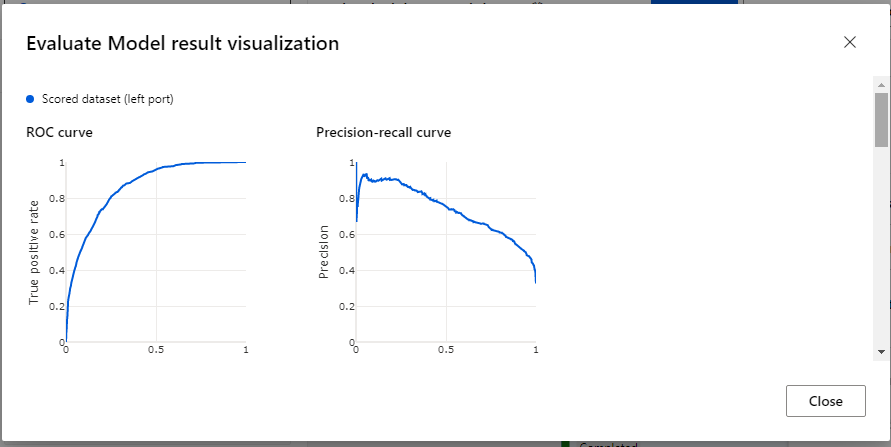 Evaluate Model result visualization
Scored dataset (left port)
ROC curve
Precision-recall curve
True positive rate
1
0.8
0.6
0.4
0.2
0
0
0.5
1
Precision
1
0.8
0.6
0.4
0.2
0
0
0.5
1
Close
Completed